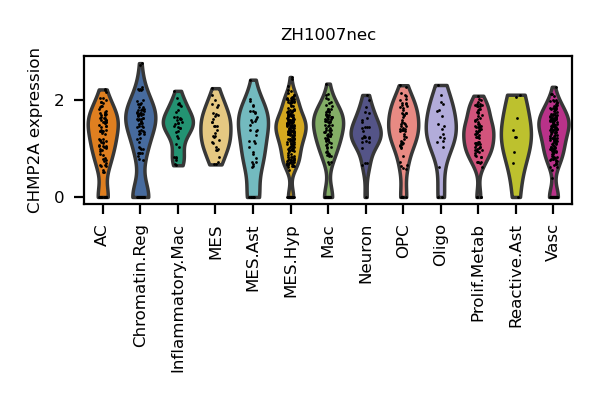 ZH1007nec
CHMP2A expression
2
0
AC
Chromatin.Reg
Inflammatory.Mac
MES
MES.Ast
MES.Hyp
Mac
Neuron
OPC
Oligo
Prolif.Metab
Reactive.Ast
Vasc